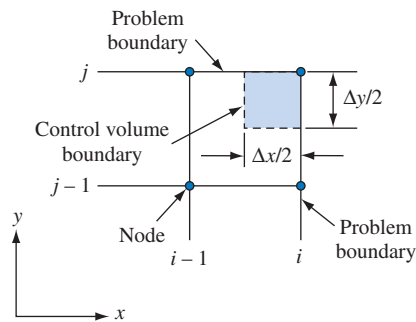 Problem
boundary
j
Δy/2
Control volume
boundary
Δx/2
j – 1
y
Node
Problem
boundary
i – 1
i
x